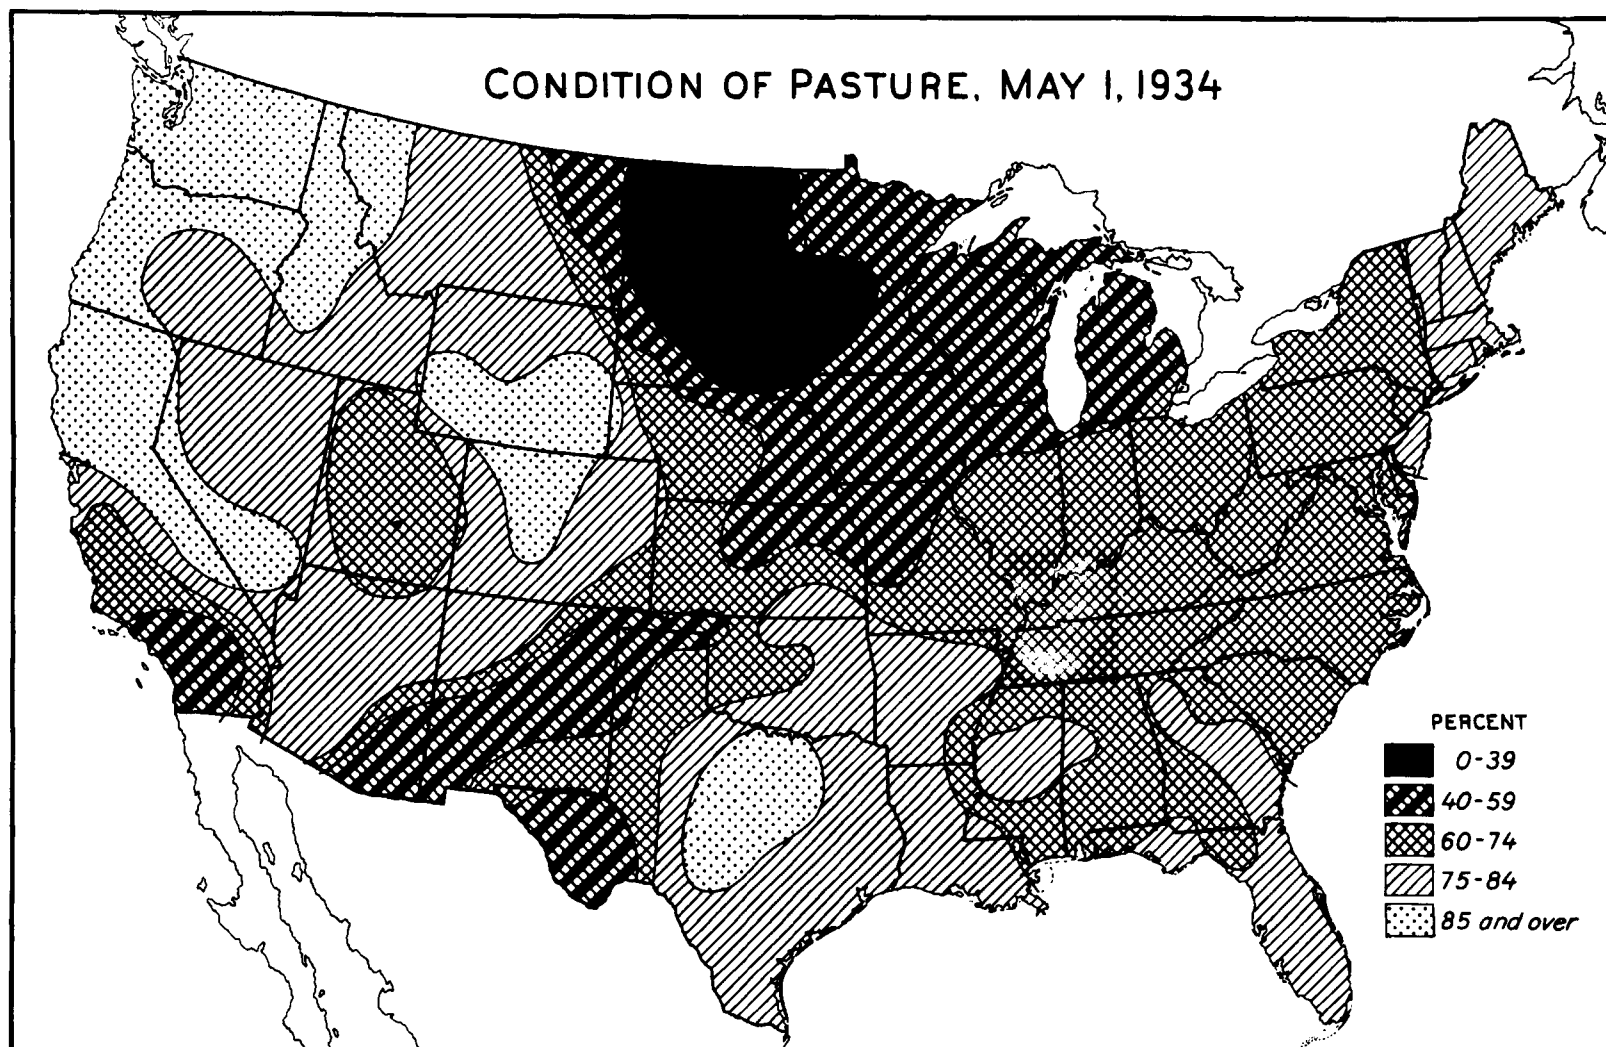 CONDITION OF PASTURE, MAY 1, 1934
PERCENT
0-39
40-59
60-74
75-84
85 and over